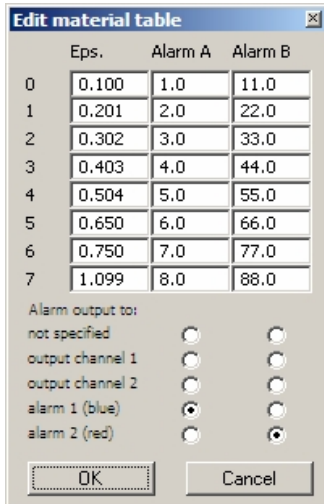 Edit material table
Eps. Alarm A Alarm B
0 0.100 1.0 11.0
1 0.201 2.0 22.0
2 0.302 3.0 33.0
3 0.403 4.0 44.0
4 0.504 5.0 55.0
5 0.650 6.0 66.0
6 0.750 7.0 77.0
7 1.099 8.0 88.0
Alarm output to:
not specified
output channel 1
output channel 2
alarm 1 (blue)
alarm 2 (red)
OK Cancel